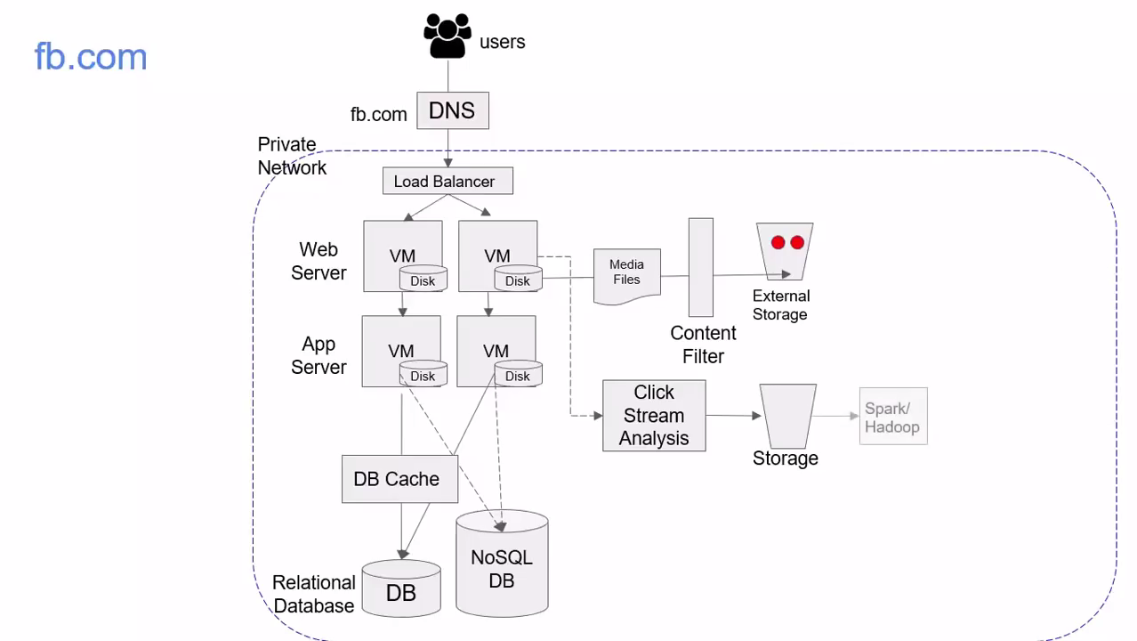 fb.com
users
fb.com
DNS
Private
Network
Load Balancer
Web
Server
VM
Disk
VM
Disk
Media
Files
Content
Filter
External
Storage
App
Server
VM
Disk
VM
Disk
Click
Stream
Analysis
Storage
Spark/
Hadoop
DB Cache
Relational
Database
DB
NoSQL
DB